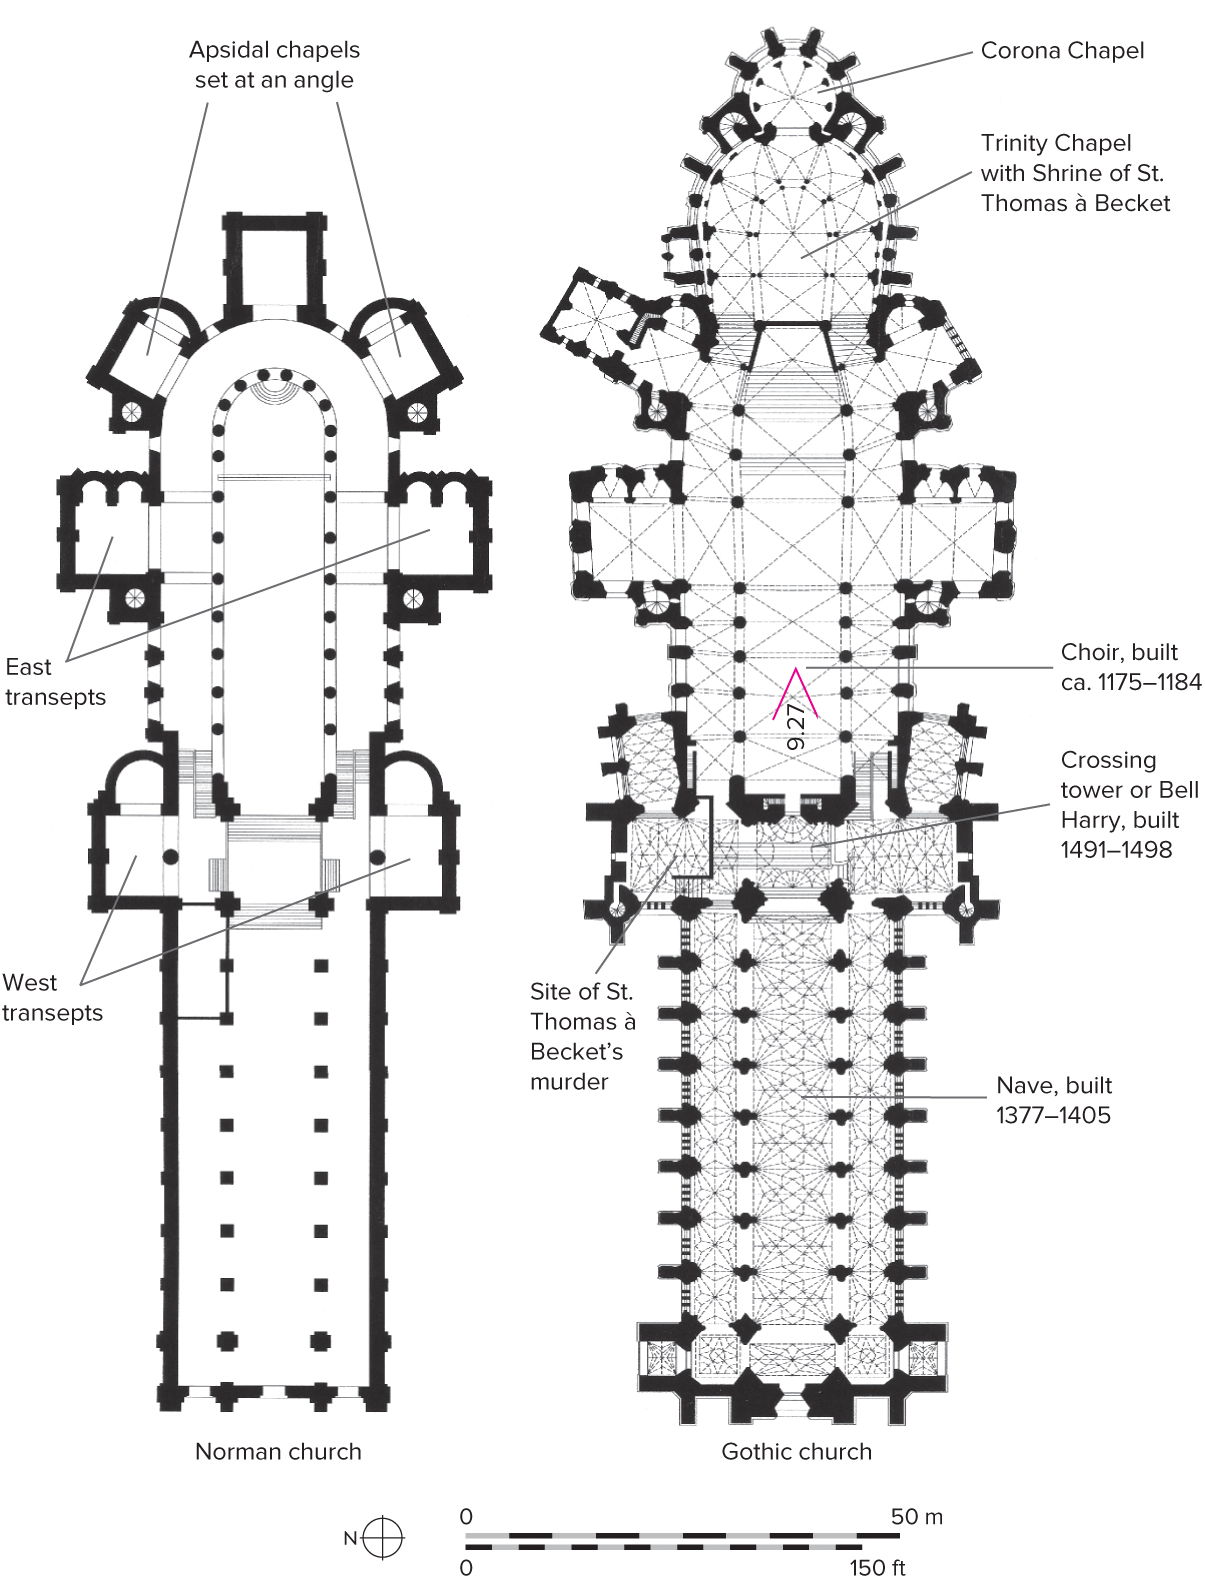 Apsidal chapels
set at an angle
Corona Chapel
Trinity Chapel
with Shrine of St.
Thomas à Becket
East
transepts
Choir, built
ca. 1175–1184
9.27
Crossing
tower or Bell
Harry, built
1491–1498
West
transepts
Site of St.
Thomas à
Becket’s
murder
Nave, built
1377–1405
Norman church
Gothic church
N
0
50 m
0
150 ft